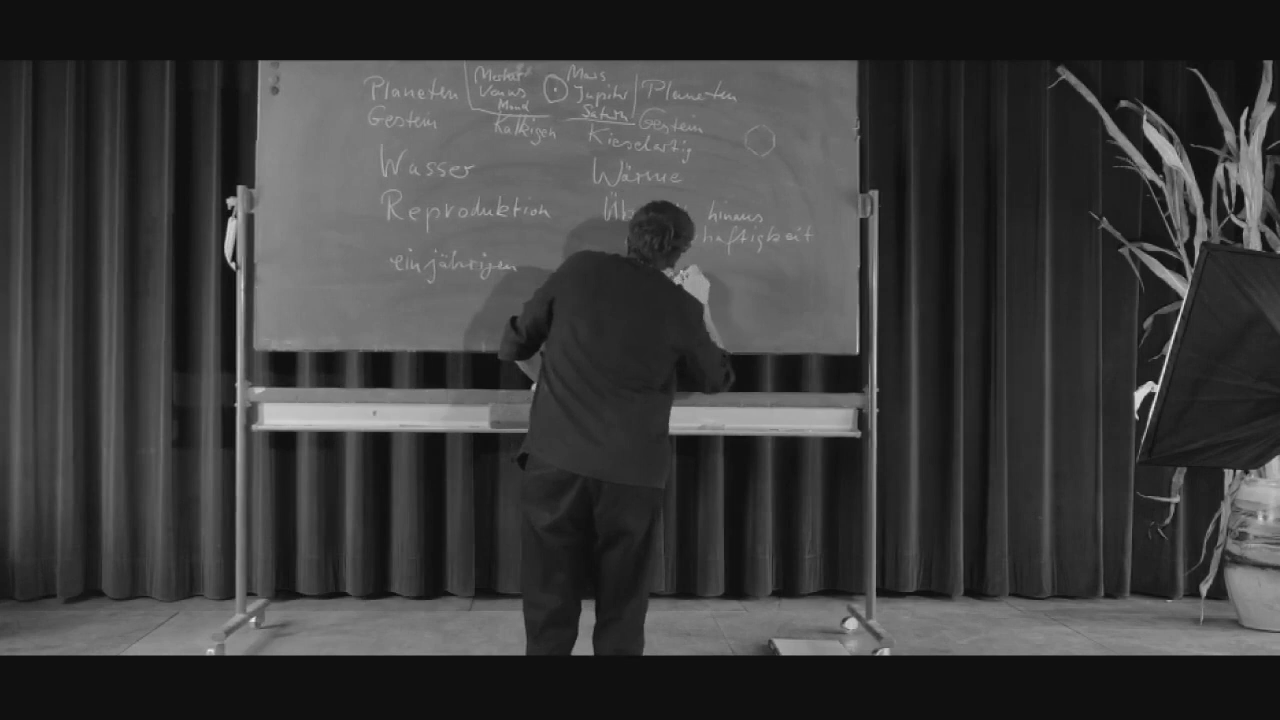 Planeten Merkur Venus Mond Mars Jupiter Saturn Planeten
Gestein Kalkigen Kieselartig Gestein
Wasser Wärme
Reproduktion hinaus
haftigkeit
einjährigen